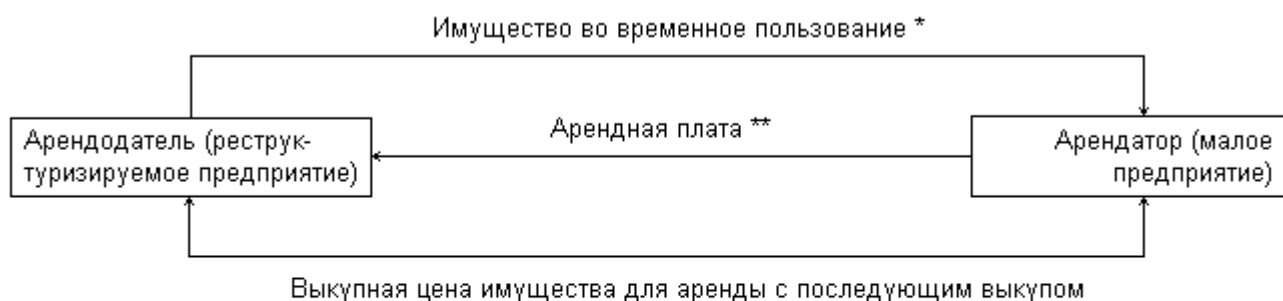 Имущество во временное пользование *
Арендодатель (реструк-
туризируемое предприятие)
Арендная плата **
Арендатор (малое
предприятие)
Выкупная цена имущества для аренды с последующим выкупом